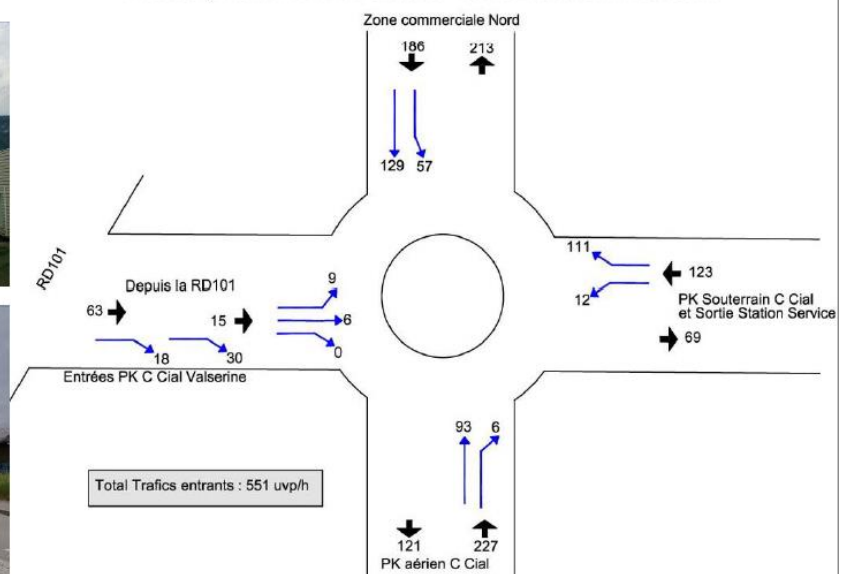 Zone commerciale Nord
186 213
129 57
RD101
Depuis la RD101
63
15
9
6
0
18 30
Entrées PK C Cial Valserine
111
123
12
PK Souterrain C Cial
et Sortie Station Service
69
93 6
Total Trafics entrants : 551 uvp/h
121 227
PK aérien C Cial